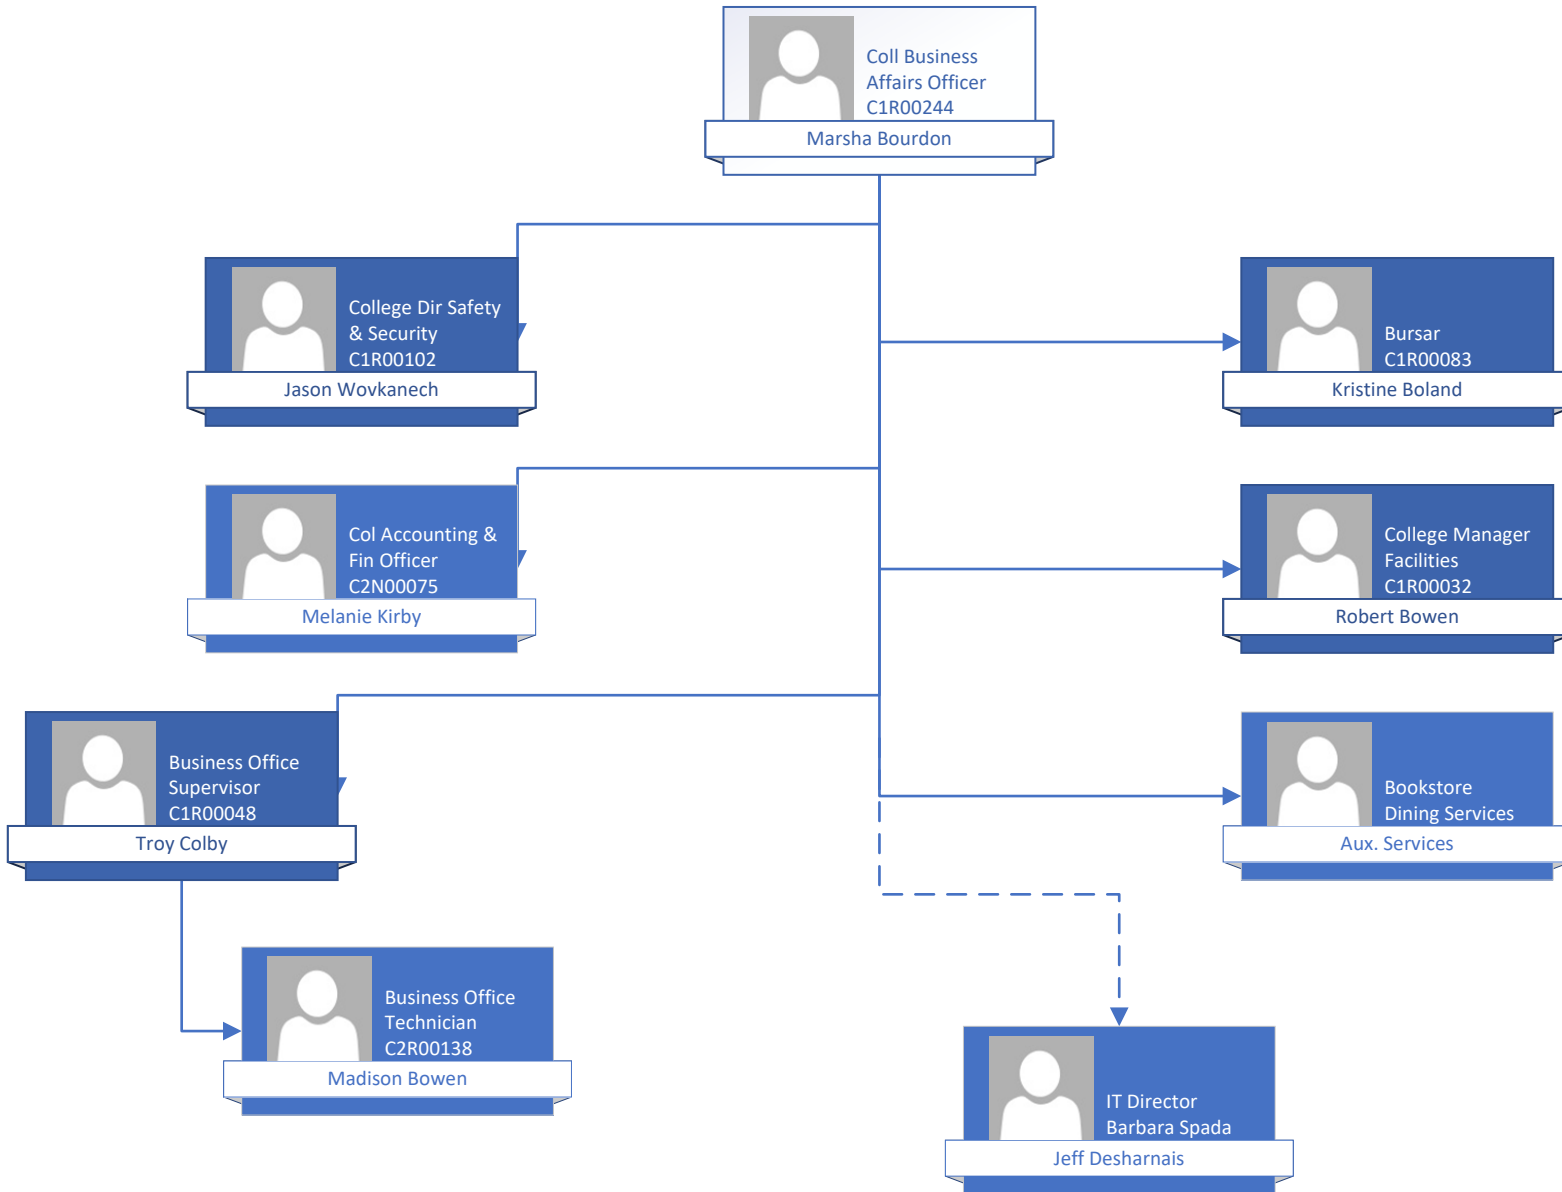 Coll Business
Affairs Officer
C1R00244
Marsha Bourdon
College Dir Safety
& Security
C1R00102
Jason Wovkanech
Bursar
C1R00083
Kristine Boland
Col Accounting &
Fin Officer
C2N00075
Melanie Kirby
College Manager
Facilities
C1R00032
Robert Bowen
Business Office
Supervisor
C1R00048
Troy Colby
Bookstore
Dining Services
Aux. Services
Business Office
Technician
C2R00138
Madison Bowen
IT Director
Barbara Spada
Jeff Desharnais